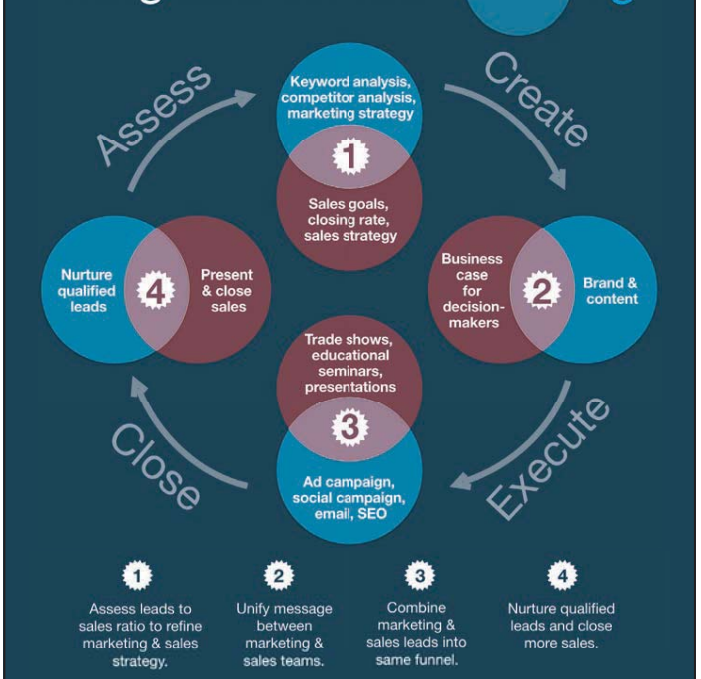 Assess
Create
Keyword analysis,
competitor analysis,
marketing strategy
1
Sales goals,
closing rate,
sales strategy
Nurture
qualified
leads
4
Present
& close
sales
Business
case
for
decision-
makers
2
Brand &
content
Trade shows,
educational
seminars,
presentations
3
Ad campaign,
social campaign,
email, SEO
Close
Execute
1
Assess leads to
sales ratio to refine
marketing & sales
strategy.
2
Unify message
between
marketing &
sales teams.
3
Combine
marketing &
sales leads into
same funnel.
4
Nurture qualified
leads and close
more sales.